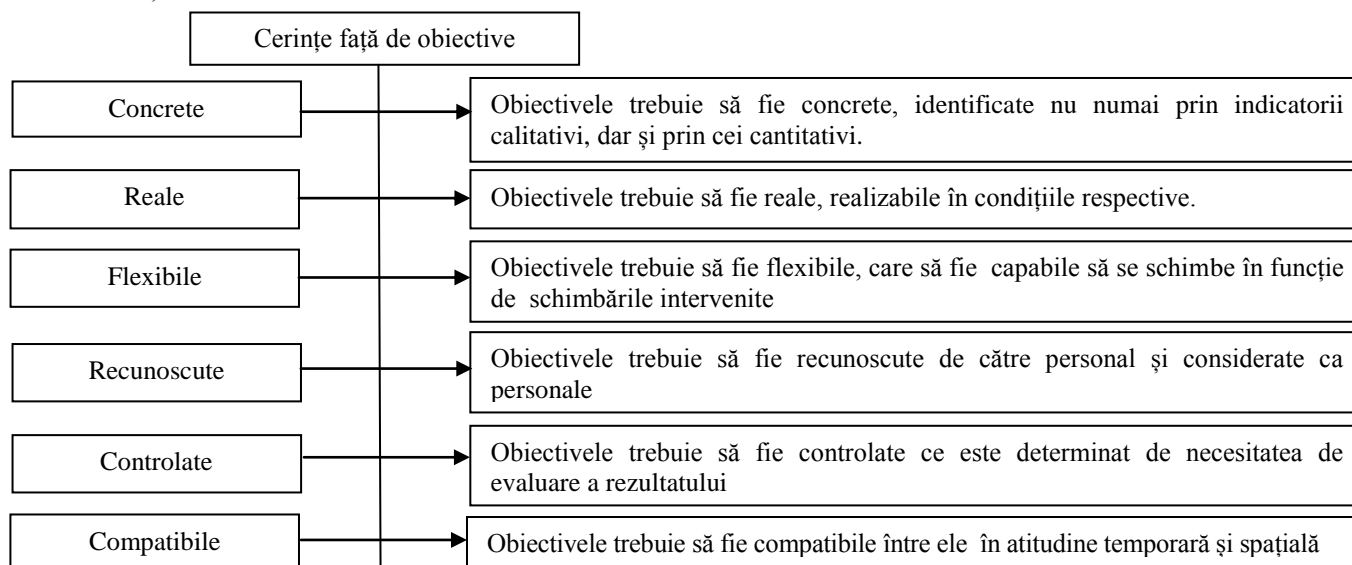 Cerințe față de obiective
Concrete
Obiectivele trebuie să fie concrete, identificate nu numai prin indicatorii
calitativi, dar și prin cei cantitativi.
Reale
Obiectivele trebuie să fie reale, realizabile în condițiile respective.
Flexibile
Obiectivele trebuie să fie flexibile, care să fie capabile să se schimbe în funcție
de schimbările intervenite
Recunoscute
Obiectivele trebuie să fie recunoscute de către personal și considerate ca
personale
Controlate
Obiectivele trebuie să fie controlate ce este determinat de necesitatea de
evaluare a rezultatului
Compatibile
Obiectivele trebuie să fie compatibile între ele în atitudine temporară și spațială